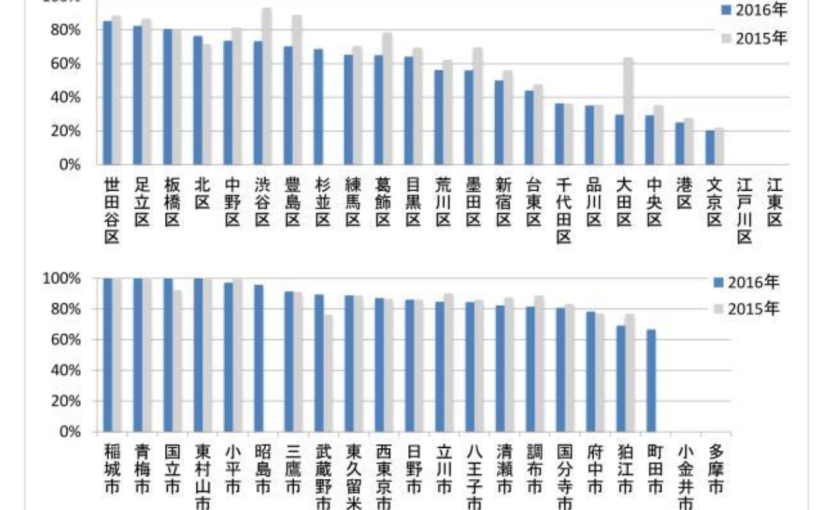 100%
2016年
2015年
80%
60%
40%
20%
0%
世田谷区
足立区
板橋区
北区
中野区
渋谷区
豊島区
杉並区
練馬区
葛飾区
目黒区
荒川区
墨田区
新宿区
台東区
千代田区
品川区
大田区
中央区
港区
文京区
江戸川区
江東区
100%
2016年
2015年
80%
60%
40%
20%
0%
稲城市
青梅市
国立市
東村山市
小平市
昭島市
三鷹市
武蔵野市
東久留米
西東京市
日野市
立川市
八王子市
清瀬市
調布市
国分寺市
府中市
狛江市
町田市
小金井市
多摩市